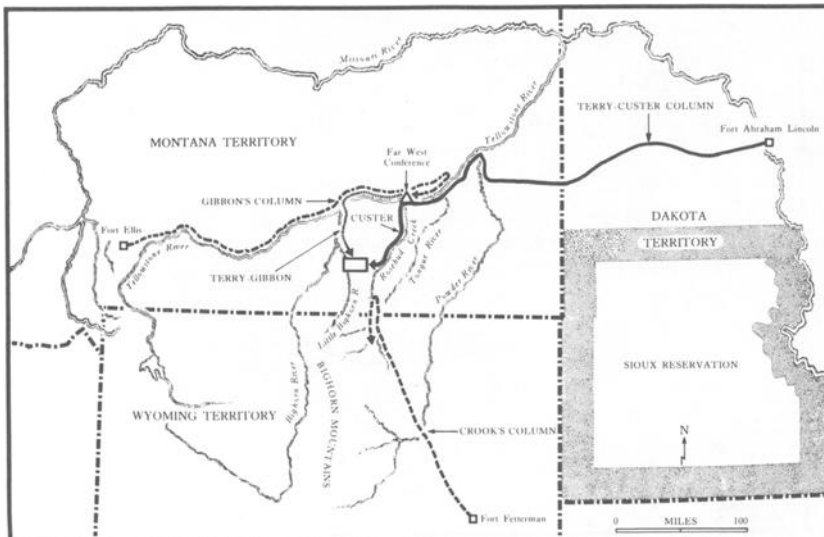 Missouri River
TERRY-CUSTER COLUMN
Fort Abraham Lincoln
MONTANA TERRITORY
Yellowstone River
Far West
Conference
GIBBON'S COLUMN
CUSTER
Fort Ellis
DAKOTA
TERRITORY
Yellowstone River
TERRY-GIBBON
Rosebud Creek
Tongue River
Powder River
Little Bighorn R
SIOUX RESERVATION
Bighorn River
BIGHORN MOUNTAINS
WYOMING TERRITORY
CROOK'S COLUMN
N
Fort Fetterman
0 MILES 100